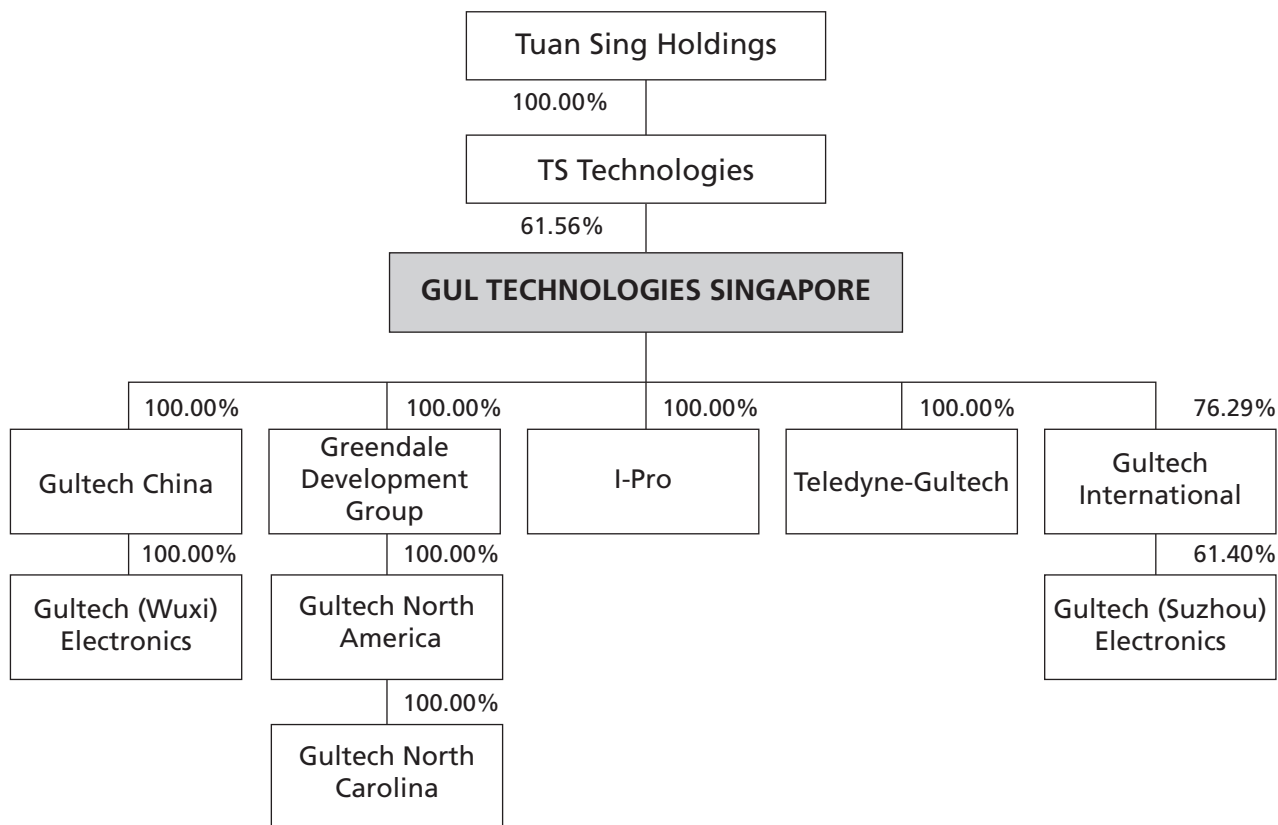 Tuan Sing Holdings
100.00%
TS Technologies
61.56%
GUL TECHNOLOGIES SINGAPORE
100.00%
100.00%
100.00%
100.00%
76.29%
Gultech China
Greendale
Development
Group
I-Pro
Teledyne-Gultech
Gultech
International
100.00%
100.00%
61.40%
Gultech (Wuxi)
Electronics
Gultech North
America
Gultech (Suzhou)
Electronics
100.00%
Gultech North
Carolina